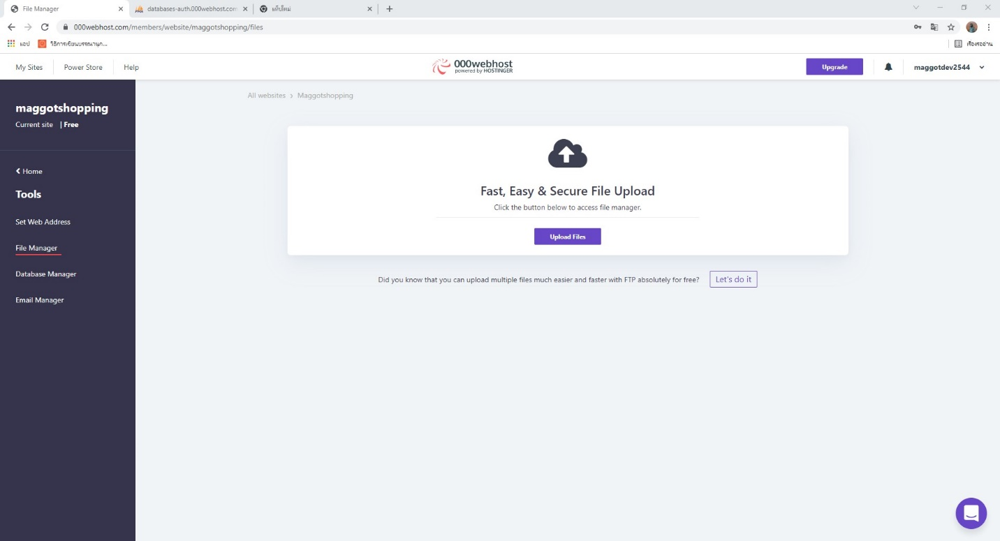 File Manager
databases-auth.000webhost.com
แท็บใหม่
000webhost.com/members/website/maggotshopping/files
แอป
วิธีการเขียนบรรณานุก...
เรื่องรออ่าน
My Sites
Power Store
Help
000webhost
powered by HOSTINGER
Upgrade
maggotdev2544
maggotshopping
Current site | Free
Home
Tools
Set Web Address
File Manager
Database Manager
Email Manager
All websites › Maggotshopping
Fast, Easy & Secure File Upload
Click the button below to access file manager.
Upload Files
Did you know that you can upload multiple files much easier and faster with FTP absolutely for free?
Let's do it